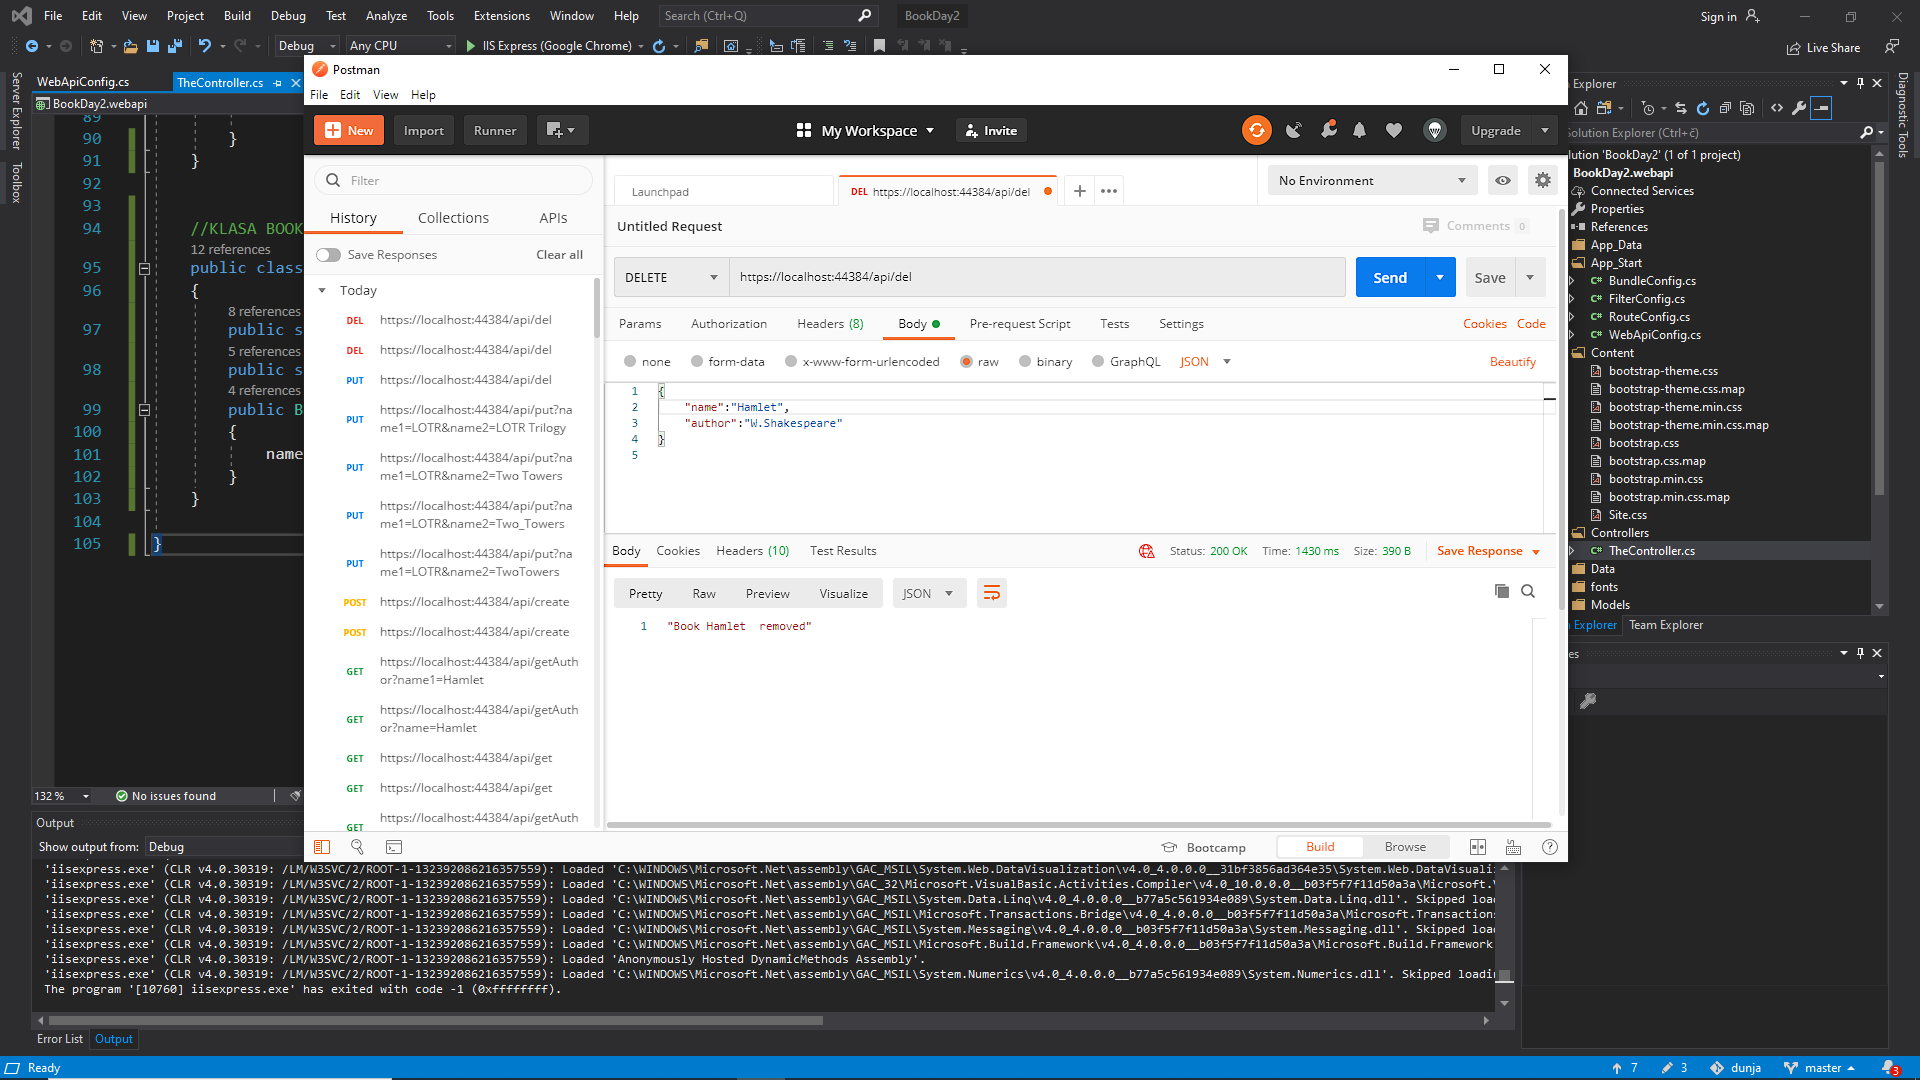 File Edit View Project Build Debug Test Analyze Tools Extensions Window Help Search (Ctrl+Q) BookDay2 Sign in
Debug Any CPU IIS Express (Google Chrome) Live Share
Server Explorer
Toolbox
WebApiConfig.cs TheController.cs
BookDay2.webapi
89
90 }
91 }
92
93
94 //KLASA BOOK
12 references
95 public class
96 {
8 references
97 public s
5 references
98 public s
4 references
99 public B
100 {
101 name
102 }
103 }
104
105 }
132 % No issues found
Postman
File Edit View Help
New Import Runner My Workspace Invite Upgrade
Filter
History Collections APIs
Save Responses Clear all
Today
DEL https://localhost:44384/api/del
DEL https://localhost:44384/api/del
PUT https://localhost:44384/api/del
PUT https://localhost:44384/api/put?na
me1=LOTR&name2=LOTR Trilogy
PUT https://localhost:44384/api/put?na
me1=LOTR&name2=Two Towers
PUT https://localhost:44384/api/put?na
me1=LOTR&name2=Two_Towers
PUT https://localhost:44384/api/put?na
me1=LOTR&name2=TwoTowers
POST https://localhost:44384/api/create
POST https://localhost:44384/api/create
GET https://localhost:44384/api/getAuth
or?name1=Hamlet
GET https://localhost:44384/api/getAuth
or?name=Hamlet
GET https://localhost:44384/api/get
GET https://localhost:44384/api/get
GET https://localhost:44384/api/getAuth
Launchpad DEL https://localhost:44384/api/del No Environment
Untitled Request Comments 0
DELETE https://localhost:44384/api/del Send Save
Params Authorization Headers (8) Body Pre-request Script Tests Settings Cookies Code
none form-data x-www-form-urlencoded raw binary GraphQL JSON Beautify
1 {
2 "name":"Hamlet",
3 "author":"W.Shakespeare"
4 }
5
Body Cookies Headers (10) Test Results Status: 200 OK Time: 1430 ms Size: 390 B Save Response
Pretty Raw Preview Visualize JSON
1 "Book Hamlet  removed"
Bootcamp Build Browse
Explorer
Solution Explorer (Ctrl+č)
lution 'BookDay2' (1 of 1 project)
BookDay2.webapi
Connected Services
Properties
References
App_Data
App_Start
C# BundleConfig.cs
C# FilterConfig.cs
C# RouteConfig.cs
C# WebApiConfig.cs
Content
bootstrap-theme.css
bootstrap-theme.css.map
bootstrap-theme.min.css
bootstrap-theme.min.css.map
bootstrap.css
bootstrap.css.map
bootstrap.min.css
bootstrap.min.css.map
Site.css
Controllers
C# TheController.cs
Data
fonts
Models
Explorer Team Explorer
es
Diagnostic Tools
Output
Show output from: Debug
'iisexpress.exe' (CLR v4.0.30319: /LM/W3SVC/2/ROOT-1-132392086216357559): Loaded 'C:\WINDOWS\Microsoft.Net\assembly\GAC_MSIL\System.Web.DataVisualization\v4.0_4.0.0.0__31bf3856ad364e35\System.Web.DataVisuali
'iisexpress.exe' (CLR v4.0.30319: /LM/W3SVC/2/ROOT-1-132392086216357559): Loaded 'C:\WINDOWS\Microsoft.Net\assembly\GAC_32\Microsoft.VisualBasic.Activities.Compiler\v4.0_10.0.0.0__b03f5f7f11d50a3a\Microsoft.V
'iisexpress.exe' (CLR v4.0.30319: /LM/W3SVC/2/ROOT-1-132392086216357559): Loaded 'C:\WINDOWS\Microsoft.Net\assembly\GAC_MSIL\System.Data.Linq\v4.0_4.0.0.0__b77a5c561934e089\System.Data.Linq.dll'. Skipped load
'iisexpress.exe' (CLR v4.0.30319: /LM/W3SVC/2/ROOT-1-132392086216357559): Loaded 'C:\WINDOWS\Microsoft.Net\assembly\GAC_MSIL\Microsoft.Transactions.Bridge\v4.0_4.0.0.0__b03f5f7f11d50a3a\Microsoft.Transactions
'iisexpress.exe' (CLR v4.0.30319: /LM/W3SVC/2/ROOT-1-132392086216357559): Loaded 'C:\WINDOWS\Microsoft.Net\assembly\GAC_MSIL\System.Messaging\v4.0_4.0.0.0__b03f5f7f11d50a3a\System.Messaging.dll'. Skipped load
'iisexpress.exe' (CLR v4.0.30319: /LM/W3SVC/2/ROOT-1-132392086216357559): Loaded 'C:\WINDOWS\Microsoft.Net\assembly\GAC_MSIL\Microsoft.Build.Framework\v4.0_4.0.0.0__b03f5f7f11d50a3a\Microsoft.Build.Framework
'iisexpress.exe' (CLR v4.0.30319: /LM/W3SVC/2/ROOT-1-132392086216357559): Loaded 'Anonymously Hosted DynamicMethods Assembly'.
'iisexpress.exe' (CLR v4.0.30319: /LM/W3SVC/2/ROOT-1-132392086216357559): Loaded 'C:\WINDOWS\Microsoft.Net\assembly\GAC_MSIL\System.Numerics\v4.0_4.0.0.0__b77a5c561934e089\System.Numerics.dll'. Skipped loadin
The program '[10760] iisexpress.exe' has exited with code -1 (0xffffffff).
Error List Output
Ready 7 3 dunja master 3